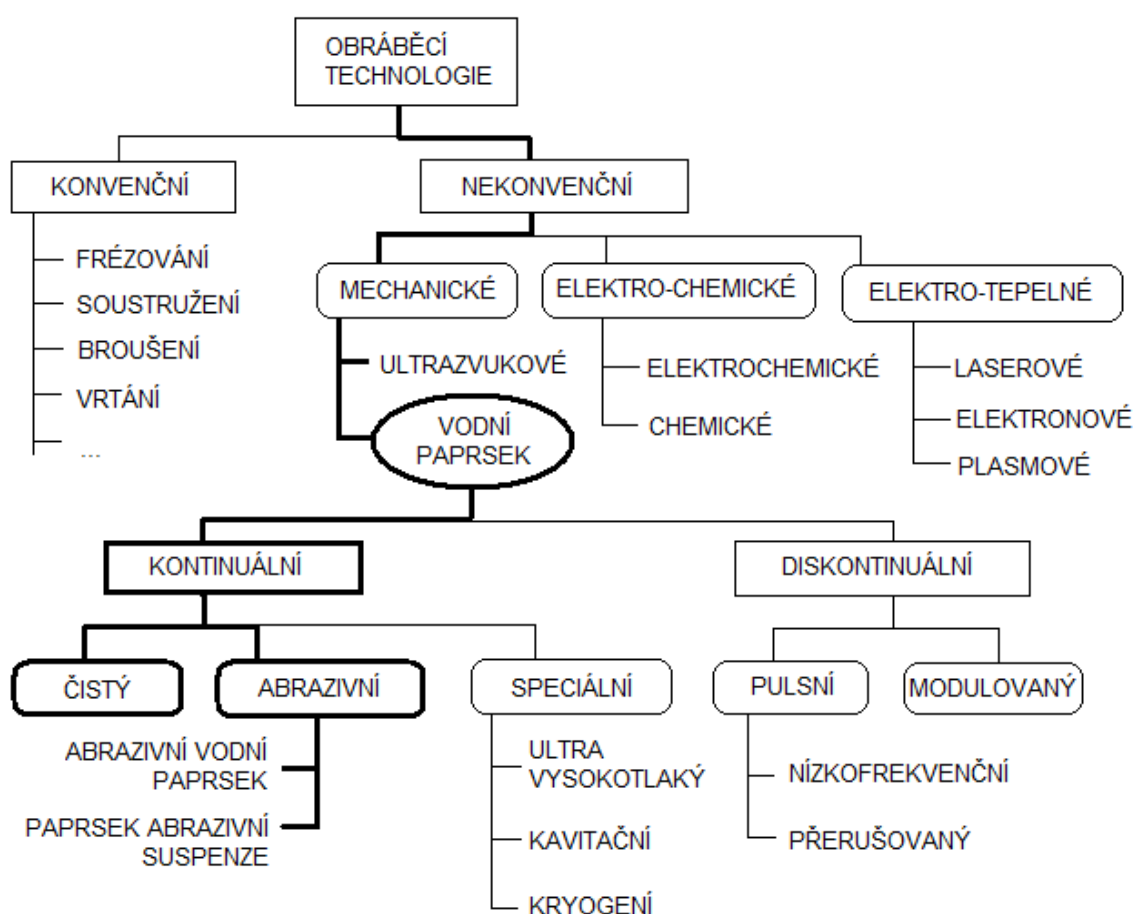 OBRÁBĚCÍ
TECHNOLOGIE
KONVENČNÍ
NEKONVENČNÍ
FRÉZOVÁNÍ
SOUSTRUŽENÍ
BROUŠENÍ
VRTÁNÍ
...
MECHANICKÉ
ELEKTRO-CHEMICKÉ
ELEKTRO-TEPELNÉ
ULTRAZVUKOVÉ
VODNÍ
PAPRSEK
ELEKTROCHEMICKÉ
CHEMICKÉ
LASEROVÉ
ELEKTRONOVÉ
PLASMOVÉ
KONTINUÁLNÍ
DISKONTINUÁLNÍ
ČISTÝ
ABRAZIVNÍ
SPECIÁLNÍ
PULSNÍ
MODULOVANÝ
ABRAZIVNÍ VODNÍ
PAPRSEK
PAPRSEK ABRAZIVNÍ
SUSPENZE
ULTRA
VYSOKOTLAKÝ
KAVITAČNÍ
KRYOGENÍ
NÍZKOFREKVENČNÍ
PŘERUŠOVANÝ